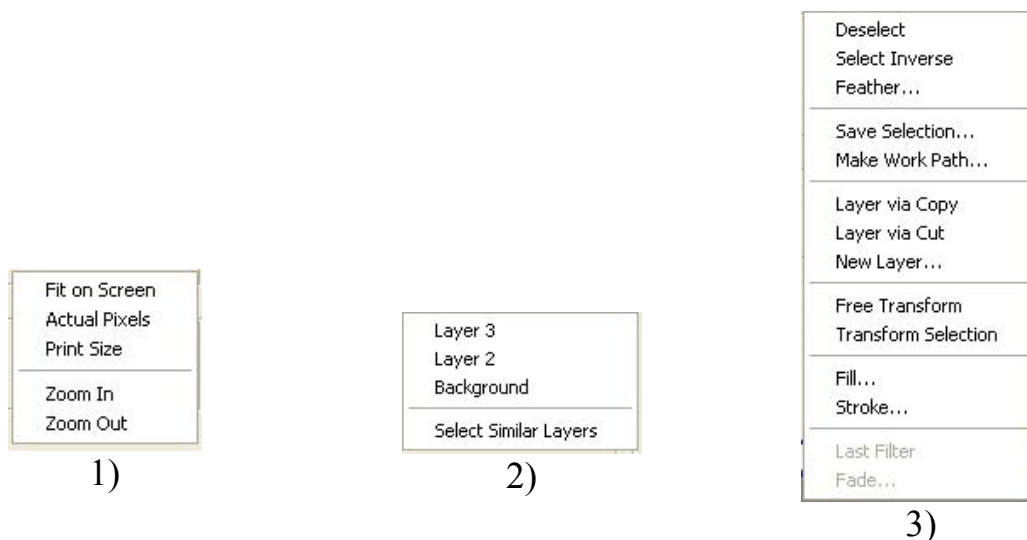 Fit on Screen
Actual Pixels
Print Size
Zoom In
Zoom Out
1)
Layer 3
Layer 2
Background
Select Similar Layers
2)
Deselect
Select Inverse
Feather...
Save Selection...
Make Work Path...
Layer via Copy
Layer via Cut
New Layer...
Free Transform
Transform Selection
Fill...
Stroke...
Last Filter
Fade...
3)